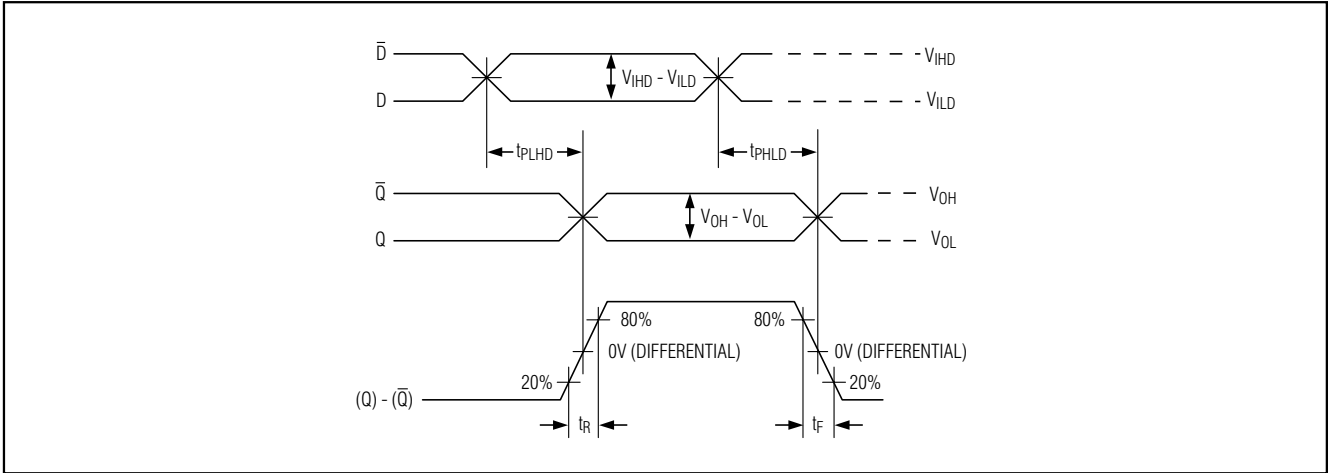 D̅ V_IHD
V_IHD - V_ILD
D V_ILD
t_PLHD t_PHLD
Q̅ V_OH
V_OH - V_OL
Q V_OL
80% 80%
0V (DIFFERENTIAL) 0V (DIFFERENTIAL)
20% 20%
(Q) - (Q̅)
t_R t_F